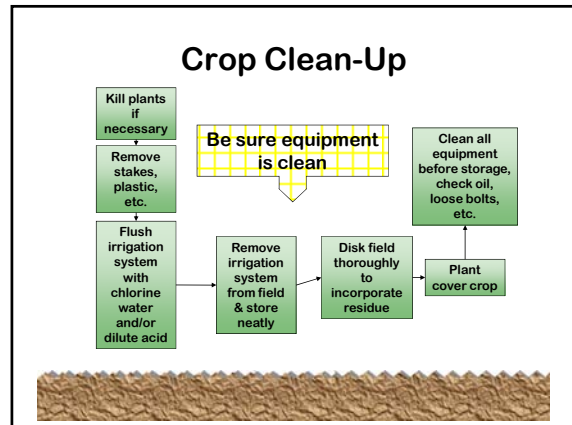 Crop Clean-Up
Kill plants
if
necessary
Remove
stakes,
plastic,
etc.
Flush
irrigation
system
with
chlorine
water
and/or
dilute acid
Be sure equipment
is clean
Remove
irrigation
system
from field
& store
neatly
Disk field
thoroughly
to
incorporate
residue
Plant
cover crop
Clean all
equipment
before storage,
check oil,
loose bolts,
etc.